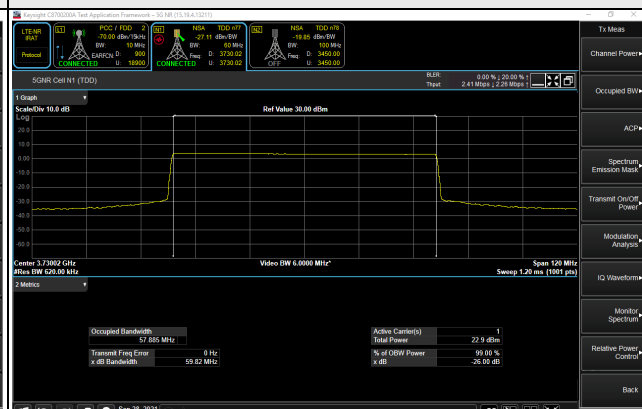 Keysight C8700200A Test Application Framework – 5G NR (15.19.4.13211)
LTE-NR IRAT
Protocol
L1
PCC / FDD 2
-70.00 dBm/15kHz
BW: 10 MHz
EARFCN D: 900
U: 18900
CONNECTED
N1
NSA TDD n77
-27.11 dBm/BW
BW: 60 MHz
Freq: D: 3730.02
U: 3730.02
CONNECTED
N2
NSA TDD n78
-19.85 dBm/BW
BW: 100 MHz
Freq: D: 3450.00
U: 3450.00
OFF
5GNR Cell N1 (TDD)
BLER: 0.00 % ↓ 20.00 % ↑
Thput: 2.41 Mbps ↓ 2.26 Mbps ↑
1 Graph
Scale/Div 10.0 dB
Ref Value 30.00 dBm
Log
20.0
10.0
0.00
-10.0
-20.0
-30.0
-40.0
-50.0
-60.0
Center 3.73002 GHz
Video BW 6.0000 MHz*
Span 120 MHz
#Res BW 620.00 kHz
Sweep 1.20 ms (1001 pts)
2 Metrics
Occupied Bandwidth
57.885 MHz
Transmit Freq Error 0 Hz
x dB Bandwidth 59.82 MHz
Active Carrier(s) 1
Total Power 22.9 dBm
% of OBW Power 99.00 %
x dB -26.00 dB
Tx Meas
Channel Power
Occupied BW
ACP
Spectrum Emission Mask
Transmit On/Off Power
Modulation Analysis
IQ Waveform
Monitor Spectrum
Relative Power Control
Back
Sep 28, 2021